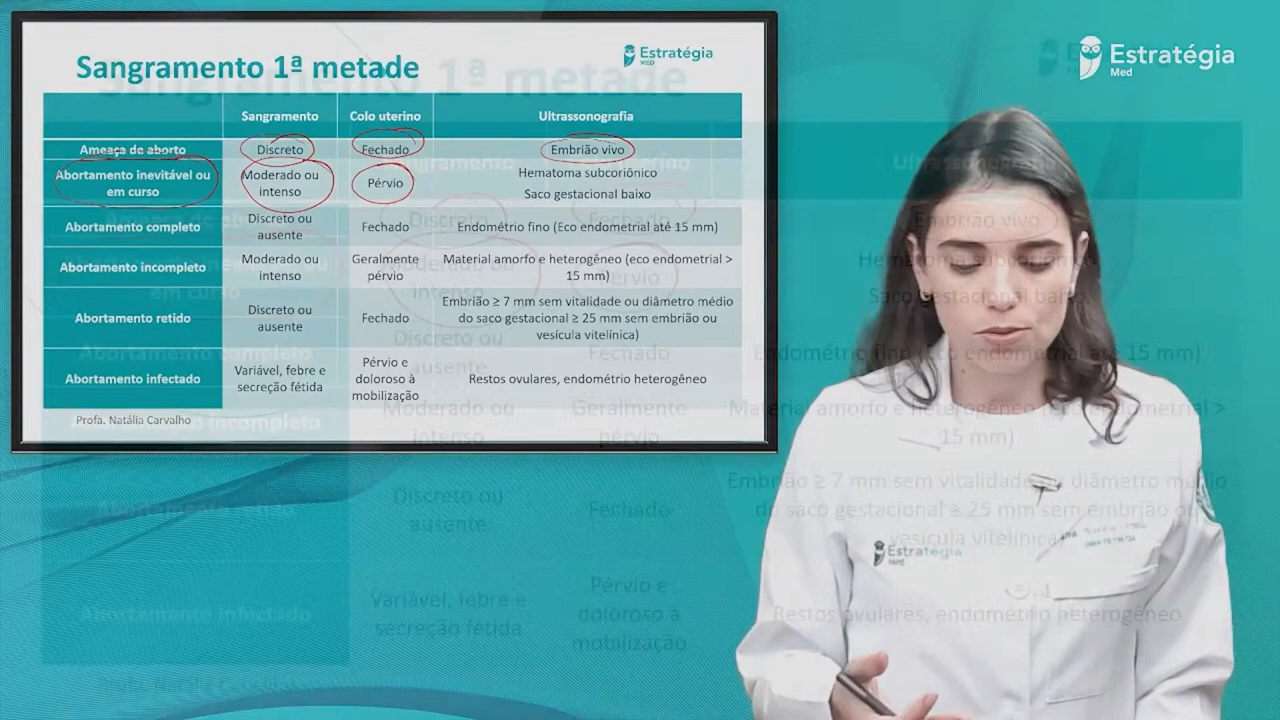 Sangramento 1ª metade
Estratégia
MED
Estratégia
Med
Sangramento
Colo uterino
Ultrassonografia
Ameaça de aborto
Discreto
Fechado
Embrião vivo
Abortamento inevitável ou
em curso
Moderado ou
intenso
Pérvio
Hematoma subcoriônico
Saco gestacional baixo
Abortamento completo
Discreto ou
ausente
Fechado
Endométrio fino (Eco endometrial até 15 mm)
Abortamento incompleto
Moderado ou
intenso
Geralmente
pérvio
Material amorfo e heterogêneo (eco endometrial >
15 mm)
Abortamento retido
Discreto ou
ausente
Fechado
Embrião ≥ 7 mm sem vitalidade ou diâmetro médio
do saco gestacional ≥ 25 mm sem embrião ou
vesícula vitelínica)
Abortamento infectado
Variável, febre e
secreção fétida
Pérvio e
doloroso à
mobilização
Restos ovulares, endométrio heterogêneo
Profa. Natália Carvalho
Estratégia
Med